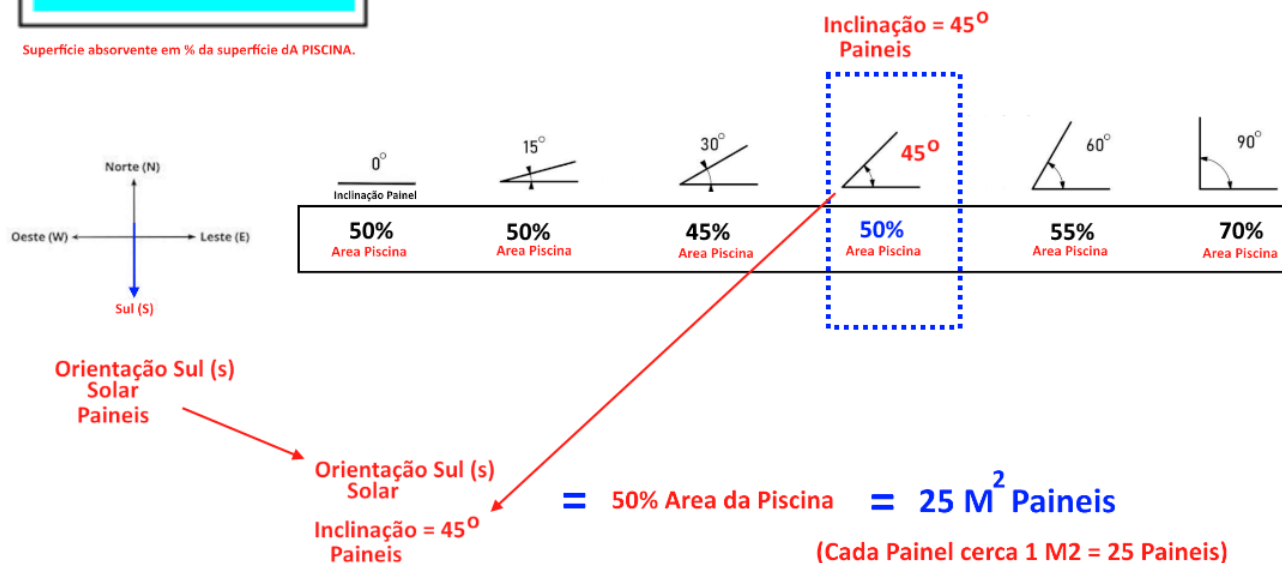 Superfície absorvente em % da superfície dA PISCINA.
Inclinação = 45º
Paineis
0°
15°
30°
45º
60°
90°
Inclinação Painel
50%
50%
45%
50%
55%
70%
Area Piscina
Area Piscina
Area Piscina
Area Piscina
Area Piscina
Area Piscina
Norte (N)
Oeste (W)
Leste (E)
Sul (S)
Orientação Sul (s)
Solar
Paineis
Orientação Sul (s)
Solar
Inclinação = 45º
Paineis
= 50% Area da Piscina = 25 M² Paineis
(Cada Painel cerca 1 M2 = 25 Paineis)